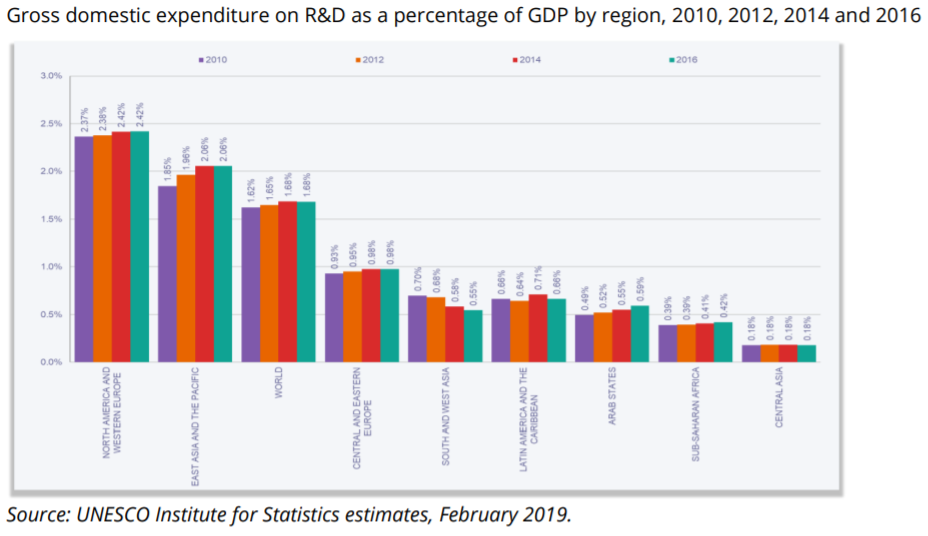 Gross domestic expenditure on R&D as a percentage of GDP by region, 2010, 2012, 2014 and 2016
2010 2012 2014 2016
3.0%
2.5%
2.0%
1.5%
1.0%
0.5%
0.0%
2.37% 2.38% 2.42% 2.42%
1.85% 1.96% 2.06% 2.06%
1.62% 1.65% 1.68% 1.68%
0.93% 0.95% 0.98% 0.98%
0.70% 0.68% 0.58% 0.55%
0.66% 0.64% 0.71% 0.66%
0.49% 0.52% 0.55% 0.59%
0.39% 0.39% 0.41% 0.42%
0.18% 0.18% 0.18% 0.18%
NORTH AMERICA AND
WESTERN EUROPE
EAST ASIA AND THE PACIFIC
WORLD
CENTRAL AND EASTERN
EUROPE
SOUTH AND WEST ASIA
LATIN AMERICA AND THE
CARIBBEAN
ARAB STATES
SUB-SAHARAN AFRICA
CENTRAL ASIA
Source: UNESCO Institute for Statistics estimates, February 2019.